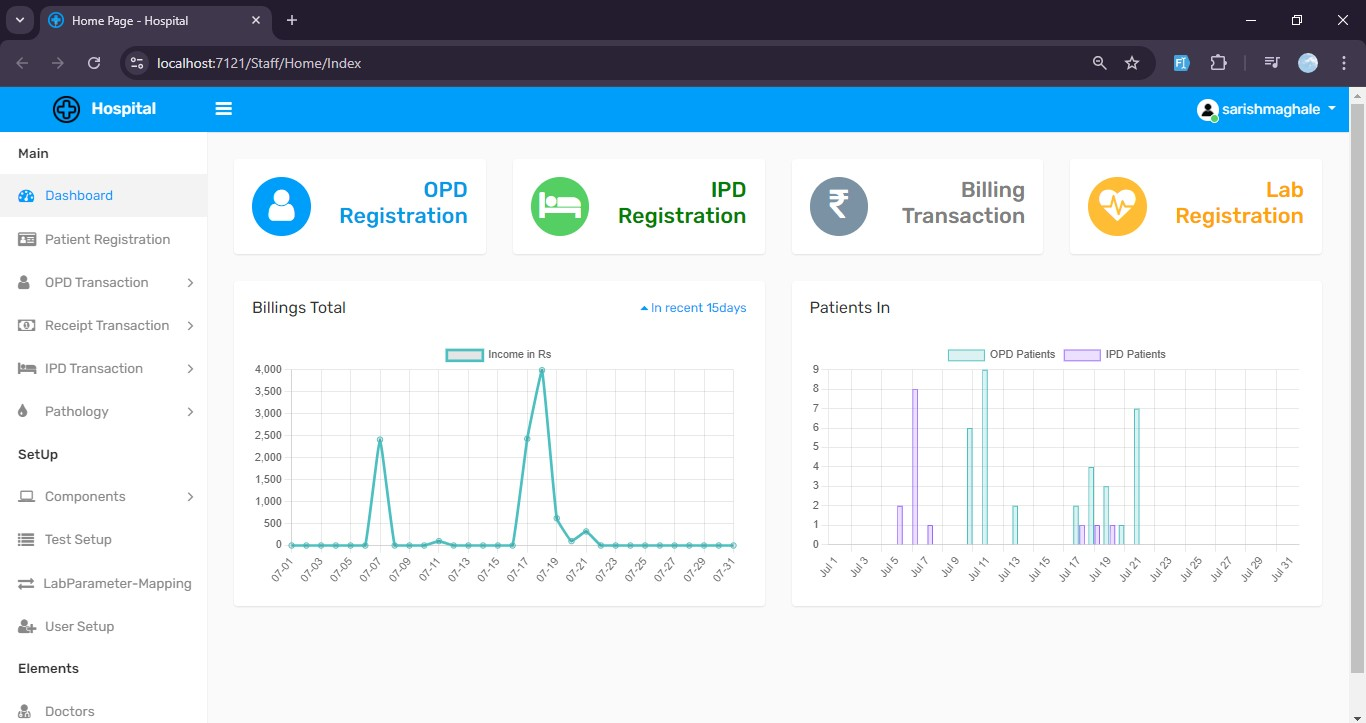 Home Page - Hospital
localhost:7121/Staff/Home/Index
Hospital
sarishmaghale
Main
Dashboard
Patient Registration
OPD Transaction
Receipt Transaction
IPD Transaction
Pathology
SetUp
Components
Test Setup
LabParameter-Mapping
User Setup
Elements
Doctors
OPD
Registration
IPD
Registration
Billing
Transaction
Lab
Registration
Billings Total
In recent 15days
Income in Rs
4,000
3,500
3,000
2,500
2,000
1,500
1,000
500
0
07-01
07-03
07-05
07-07
07-09
07-11
07-13
07-15
07-17
07-19
07-21
07-23
07-25
07-27
07-29
07-31
Patients In
OPD Patients
IPD Patients
9
8
7
6
5
4
3
2
1
0
Jul 1
Jul 3
Jul 5
Jul 7
Jul 9
Jul 11
Jul 13
Jul 15
Jul 17
Jul 19
Jul 21
Jul 23
Jul 25
Jul 27
Jul 29
Jul 31